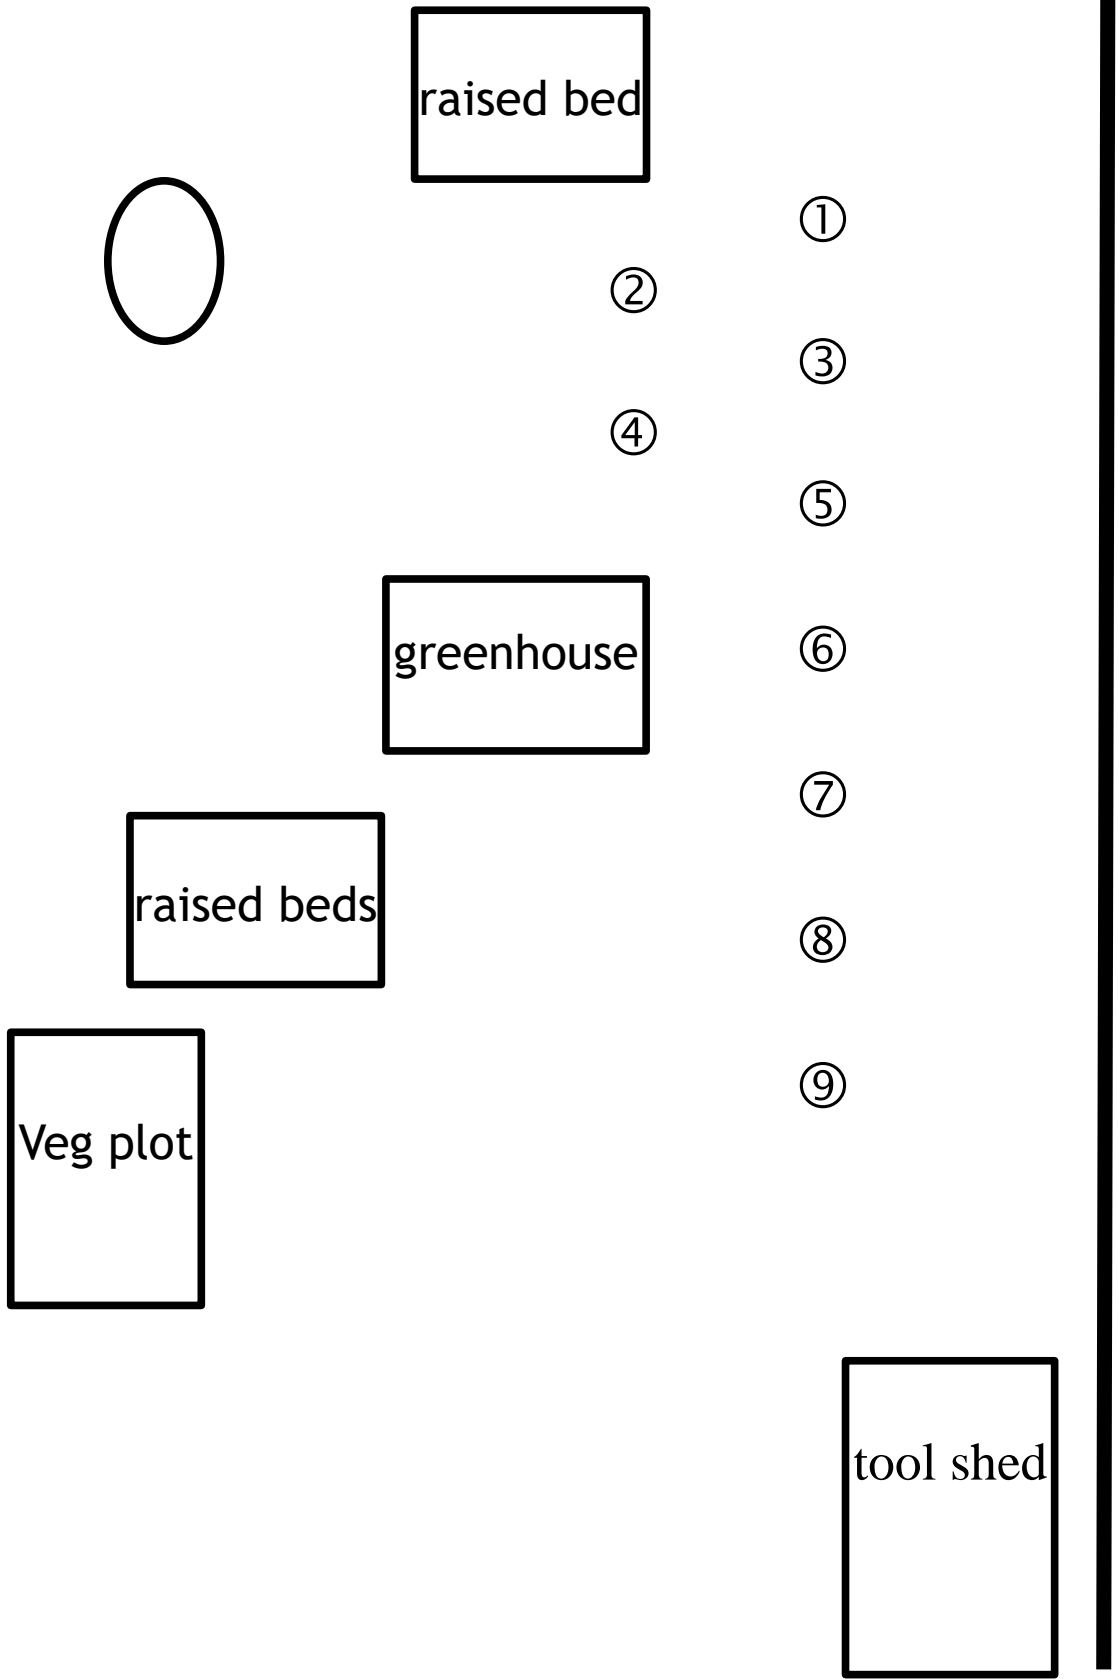 raised bed
①
②
③
④
⑤
greenhouse
⑥
⑦
raised beds
⑧
⑨
Veg plot
tool shed